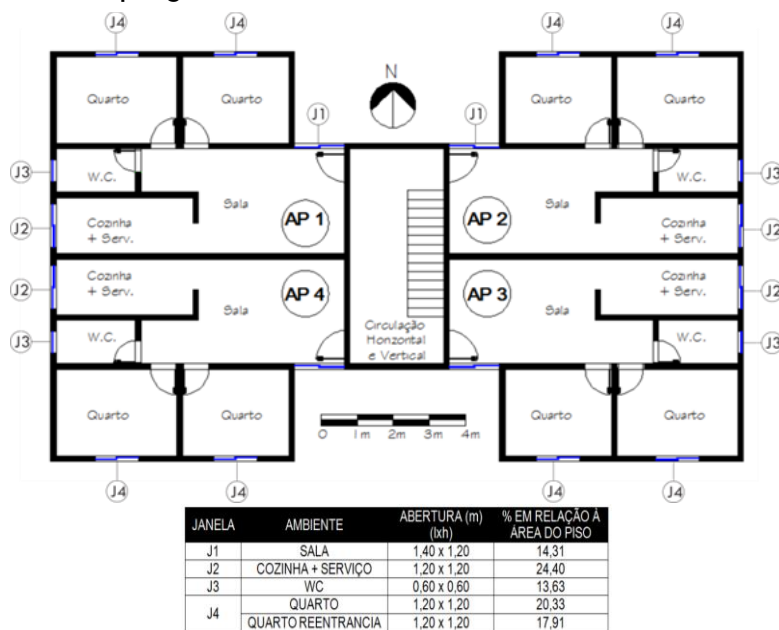 J4 J4 J4 J4
N
Quarto Quarto J1 J1 Quarto Quarto
J3 W.C. W.C. J3
Sala AP 1 AP 2 Sala
J2 Cozinha + Serv. Cozinha + Serv. J2
J2 Cozinha + Serv. AP 4 AP 3 Cozinha + Serv. J2
Sala Sala
J3 W.C. Circulação W.C. J3
Horizontal
e Vertical
Quarto Quarto Quarto Quarto
0 1m 2m 3m 4m
J4 J4 J4 J4
JANELA AMBIENTE ABERTURA (m) (lxh) % EM RELAÇÃO À ÁREA DO PISO
J1 SALA 1,40 x 1,20 14,31
J2 COZINHA + SERVIÇO 1,20 x 1,20 24,40
J3 WC 0,60 x 0,60 13,63
J4 QUARTO 1,20 x 1,20 20,33
QUARTO REENTRANCIA 1,20 x 1,20 17,91